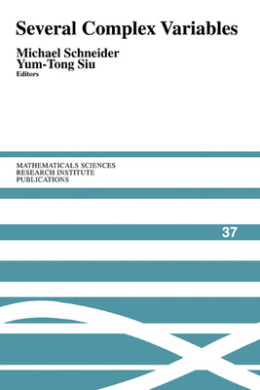 Several Complex Variables
Michael Schneider
Yum-Tong Siu
Editors
MATHEMATICALS SCIENCES
RESEARCH INSTITUTE
PUBLICATIONS
37